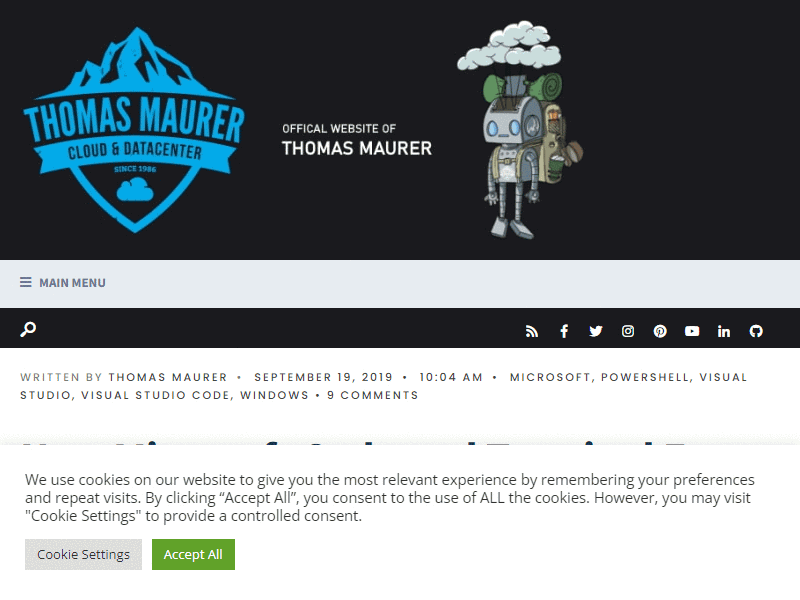 THOMAS MAURER
CLOUD & DATACENTER
SINCE 1986
OFFICAL WEBSITE OF
THOMAS MAURER
MAIN MENU
WRITTEN BY THOMAS MAURER • SEPTEMBER 19, 2019 • 10:04 AM • MICROSOFT, POWERSHELL, VISUAL
STUDIO, VISUAL STUDIO CODE, WINDOWS • 9 COMMENTS
We use cookies on our website to give you the most relevant experience by remembering your preferences
and repeat visits. By clicking “Accept All”, you consent to the use of ALL the cookies. However, you may visit
"Cookie Settings" to provide a controlled consent.
Cookie Settings
Accept All